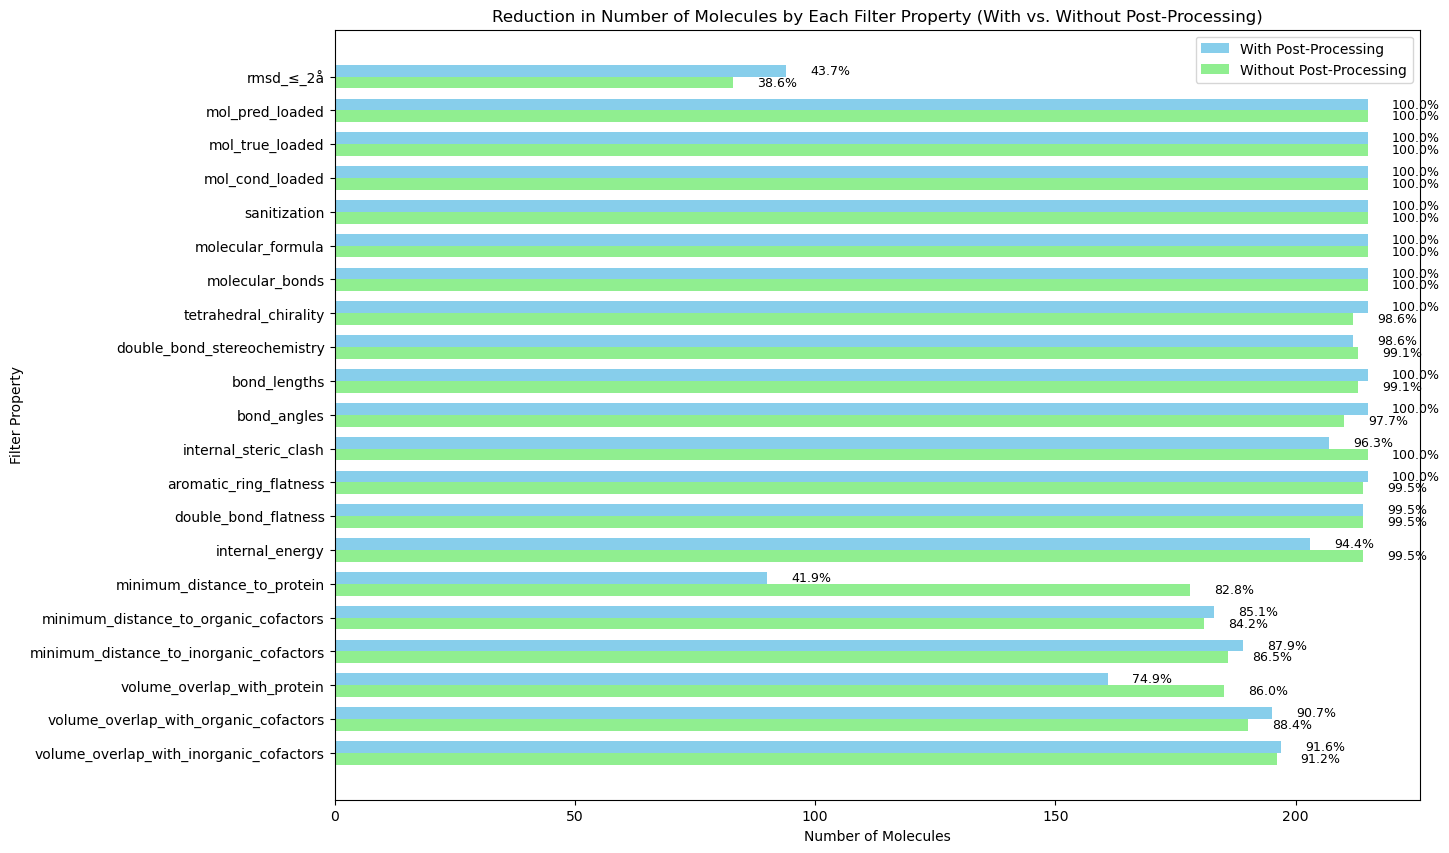 Reduction in Number of Molecules by Each Filter Property (With vs. Without Post-Processing)
With Post-Processing
Without Post-Processing
Filter Property
rmsd_≤_2å
43.7%
38.6%
mol_pred_loaded
100.0%
100.0%
mol_true_loaded
100.0%
100.0%
mol_cond_loaded
100.0%
100.0%
sanitization
100.0%
100.0%
molecular_formula
100.0%
100.0%
molecular_bonds
100.0%
100.0%
tetrahedral_chirality
100.0%
98.6%
double_bond_stereochemistry
98.6%
99.1%
bond_lengths
100.0%
99.1%
bond_angles
100.0%
97.7%
internal_steric_clash
96.3%
100.0%
aromatic_ring_flatness
100.0%
99.5%
double_bond_flatness
99.5%
99.5%
internal_energy
94.4%
99.5%
minimum_distance_to_protein
41.9%
82.8%
minimum_distance_to_organic_cofactors
85.1%
84.2%
minimum_distance_to_inorganic_cofactors
87.9%
86.5%
volume_overlap_with_protein
74.9%
86.0%
volume_overlap_with_organic_cofactors
90.7%
88.4%
volume_overlap_with_inorganic_cofactors
91.6%
91.2%
0
50
100
150
200
Number of Molecules